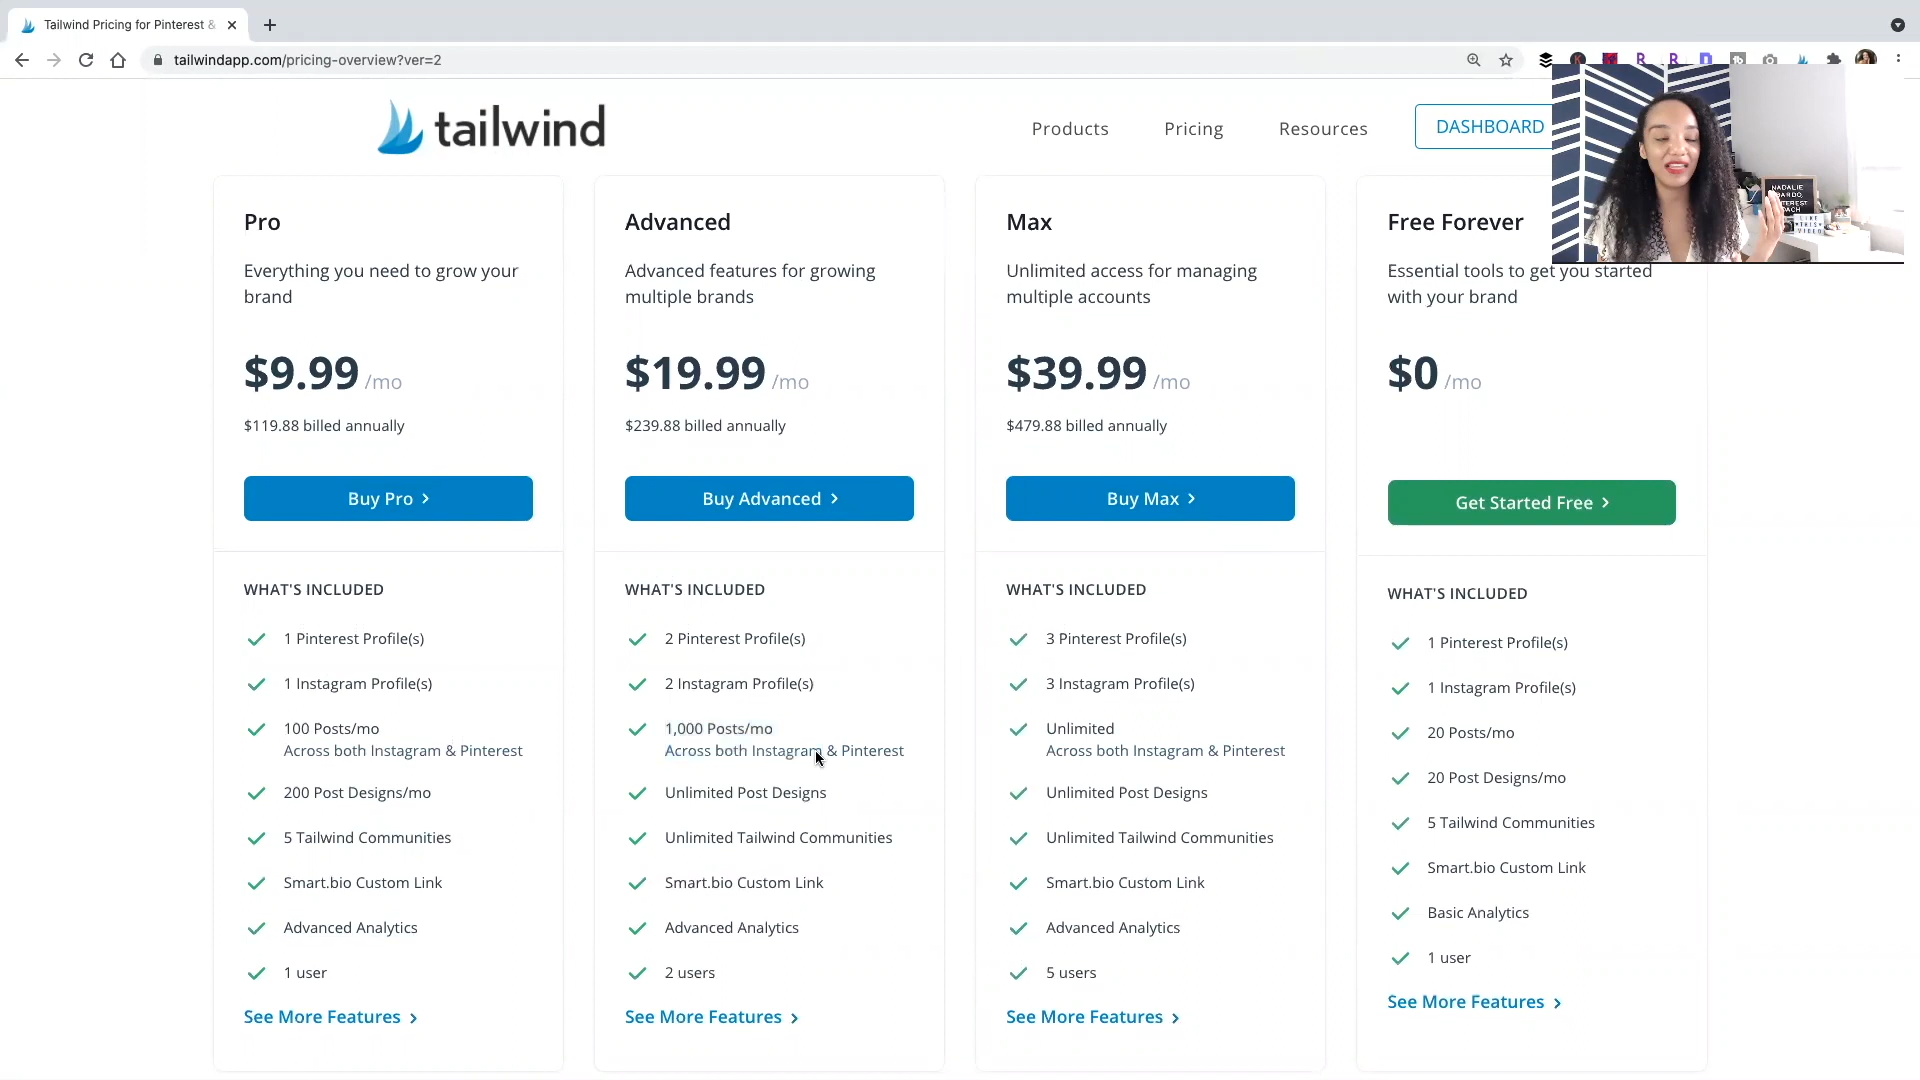 Tailwind Pricing for Pinterest &
tailwindapp.com/pricing-overview?ver=2
tailwind
Products
Pricing
Resources
DASHBOARD
NADALIE
BARDO
LIKE
THIS
VIDEO
Pro
Everything you need to grow your
brand
$9.99 /mo
$119.88 billed annually
Buy Pro
WHAT'S INCLUDED
1 Pinterest Profile(s)
1 Instagram Profile(s)
100 Posts/mo
Across both Instagram & Pinterest
200 Post Designs/mo
5 Tailwind Communities
Smart.bio Custom Link
Advanced Analytics
1 user
See More Features
Advanced
Advanced features for growing
multiple brands
$19.99 /mo
$239.88 billed annually
Buy Advanced
WHAT'S INCLUDED
2 Pinterest Profile(s)
2 Instagram Profile(s)
1,000 Posts/mo
Across both Instagram & Pinterest
Unlimited Post Designs
Unlimited Tailwind Communities
Smart.bio Custom Link
Advanced Analytics
2 users
See More Features
Max
Unlimited access for managing
multiple accounts
$39.99 /mo
$479.88 billed annually
Buy Max
WHAT'S INCLUDED
3 Pinterest Profile(s)
3 Instagram Profile(s)
Unlimited
Across both Instagram & Pinterest
Unlimited Post Designs
Unlimited Tailwind Communities
Smart.bio Custom Link
Advanced Analytics
5 users
See More Features
Free Forever
Essential tools to get you started
with your brand
$0 /mo
Get Started Free
WHAT'S INCLUDED
1 Pinterest Profile(s)
1 Instagram Profile(s)
20 Posts/mo
20 Post Designs/mo
5 Tailwind Communities
Smart.bio Custom Link
Basic Analytics
1 user
See More Features